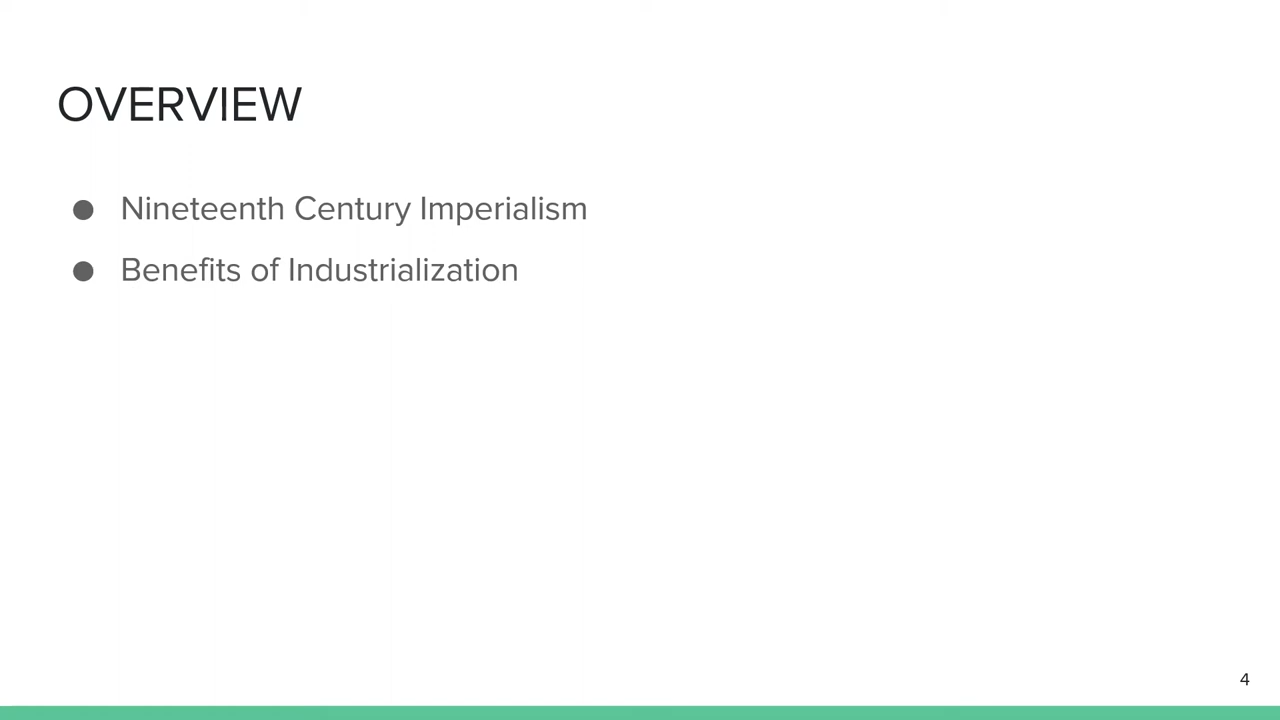 OVERVIEW
● Nineteenth Century Imperialism
● Benefits of Industrialization
4